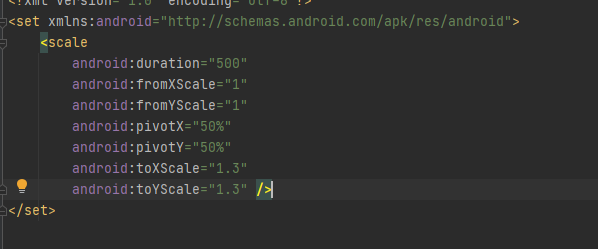 <?xml version="1.0" encoding="utf-8"?>
<set xmlns:android="http://schemas.android.com/apk/res/android">
<scale
android:duration="500"
android:fromXScale="1"
android:fromYScale="1"
android:pivotX="50%"
android:pivotY="50%"
android:toXScale="1.3"
android:toYScale="1.3" />
</set>